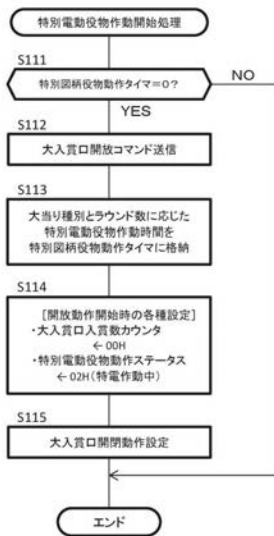 特別電動役物作動開始処理
S111
特別図柄役物動作タイマ=0?
NO
YES
S112
大入賞口開放コマンド送信
S113
大当り種別とラウンド数に応じた
特別電動役物作動時間を
特別図柄役物動作タイマに格納
S114
[開放動作開始時の各種設定]
・大入賞口入賞数カウンタ
←00H
・特別電動役物動作ステータス
←02H(特電作動中)
S115
大入賞口開閉動作設定
エンド